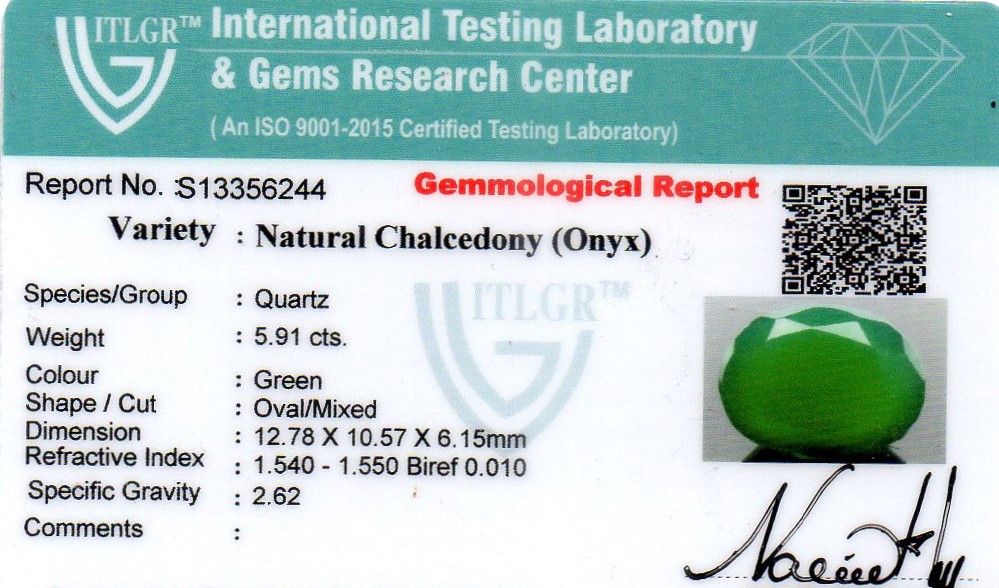 ITLGR™
International Testing Laboratory
& Gems Research Center
( An ISO 9001-2015 Certified Testing Laboratory)
Report No. :S13356244
Gemmological Report
Variety : Natural Chalcedony (Onyx)
ITLGR™
Species/Group : Quartz
Weight : 5.91 cts.
Colour : Green
Shape / Cut : Oval/Mixed
Dimension : 12.78 X 10.57 X 6.15mm
Refractive Index : 1.540 - 1.550 Biref 0.010
Specific Gravity : 2.62
Comments :